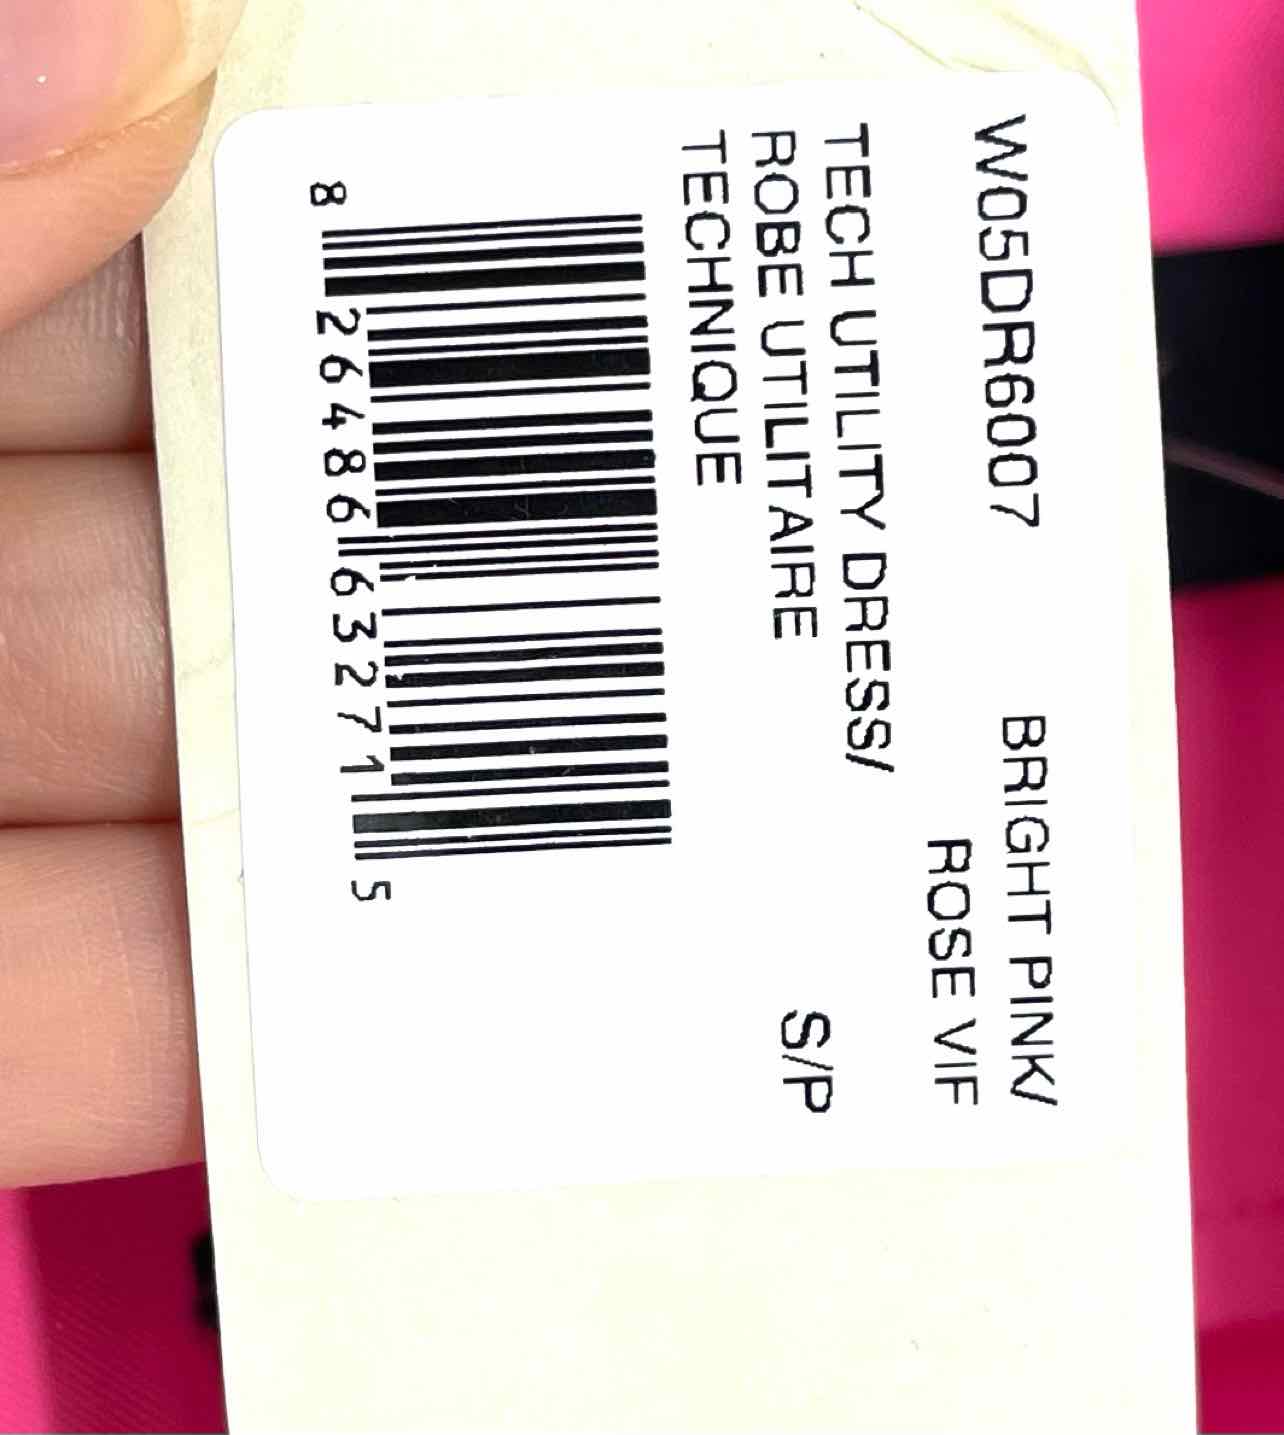 W05DR6007
BRIGHT PINK/
ROSE VIF
TECH UTILITY DRESS/
ROBE UTILITAIRE
TECHNIQUE
S/P
8 26486 63271 5